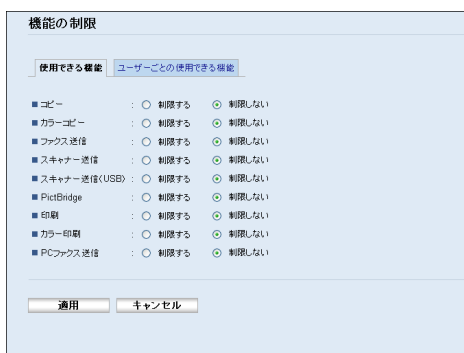 機能の制限
使用できる機能 ユーザーごとの使用できる機能
コピー : 制限する 制限しない
カラーコピー : 制限する 制限しない
ファクス送信 : 制限する 制限しない
スキャナー送信 : 制限する 制限しない
スキャナー送信(USB) : 制限する 制限しない
PictBridge : 制限する 制限しない
印刷 : 制限する 制限しない
カラー印刷 : 制限する 制限しない
PCファクス送信 : 制限する 制限しない
適用 キャンセル